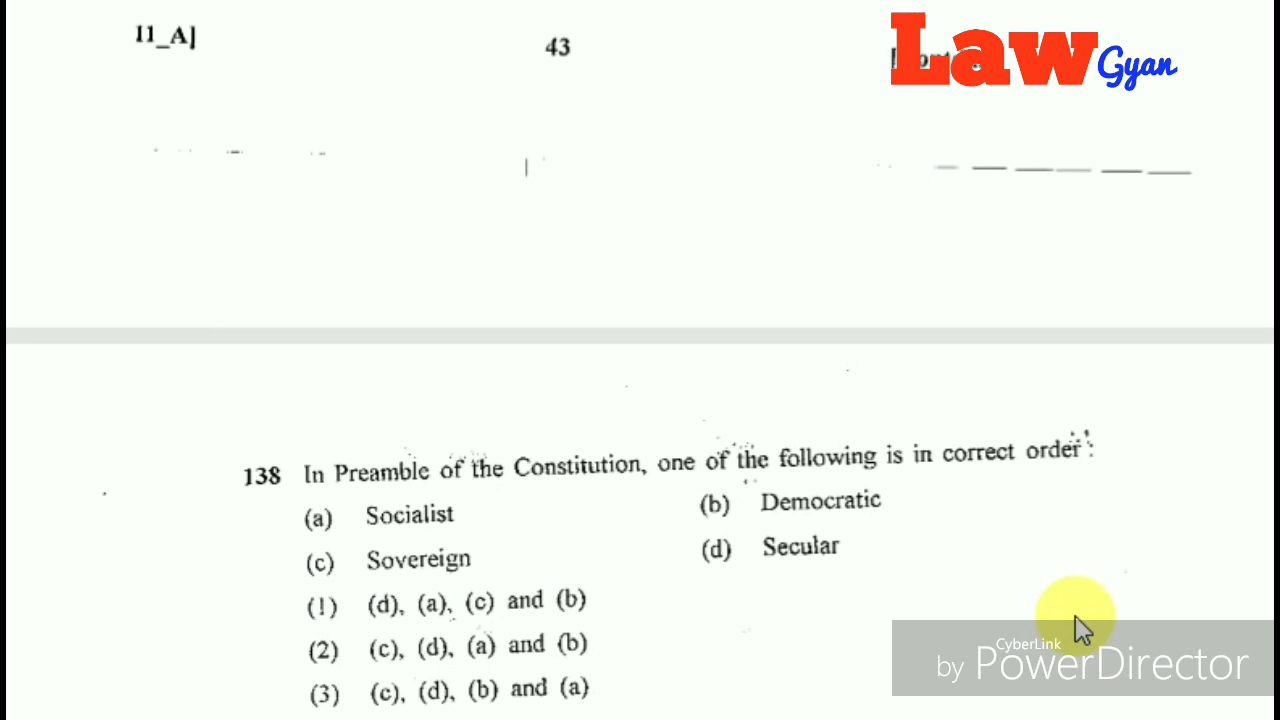 11_A]
43
Law Gyan
138 In Preamble of the Constitution, one of the following is in correct order :
(a) Socialist (b) Democratic
(c) Sovereign (d) Secular
(1) (d), (a), (c) and (b)
(2) (c), (d), (a) and (b)
(3) (c), (d), (b) and (a)
CyberLink
by PowerDirector